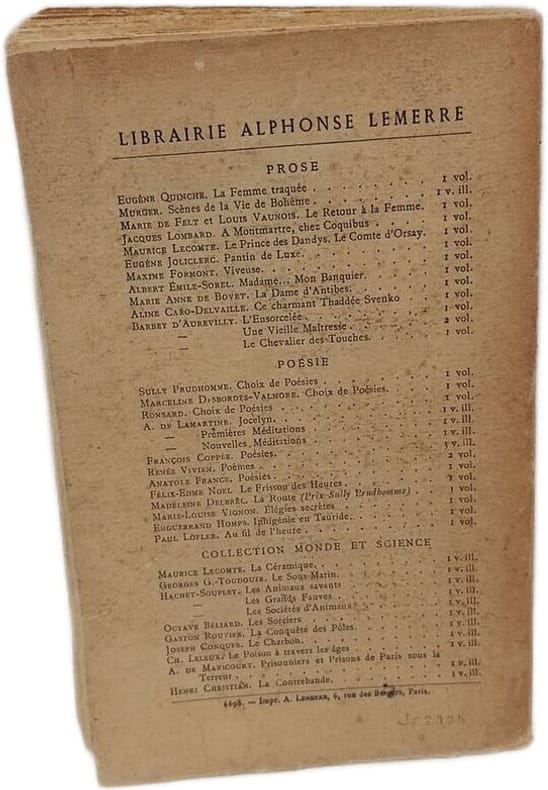 LIBRAIRIE ALPHONSE LEMERRE
PROSE
EUGÈNE QUINCHE. La Femme traquée . . . . . . . 1 vol.
MURGER. Scènes de la Vie de Bohème . . . . . . . 1 v. ill.
MARIE DE FELT et LOUIS VAUNOIS. Le Retour à la Femme. 1 vol.
JACQUES LOMBARD. A Montmartre, chez Coquibus . . . . 1 vol.
MAURICE LECOMTE. Le Prince des Dandys. Le Comte d'Orsay. 1 vol.
EUGÈNE JOLICLERC. Pantin de Luxe. . . . . . . . 1 vol.
MAXIME FORMONT. Viveuse. . . . . . . . . 1 vol.
ALBERT ÉMILE-SOREL. Madame... Mon Banquier. . . . . 1 vol.
MARIE ANNE DE BOVET. La Dame d'Antibes. . . . . . 1 vol.
ALINE CARO-DELVAILLE. Ce charmant Thaddée Svenko . . . 1 vol.
BARBEY D'AUREVILLY. L'Ensorcelée . . . . . . . 1 vol.
— Une Vieille Maîtresse . . . . . 2 vol.
— Le Chevalier des Touches. . . . . 1 vol.
POÉSIE
SULLY PRUDHOMME. Choix de Poésies . . . . . . . 1 vol.
MARCELINE DESBORDES-VALMORE. Choix de Poésies. . . . 1 vol.
RONSARD. Choix de Poésies . . . . . . . . 1 vol.
A. DE LAMARTINE. Jocelyn. . . . . . . . . 1 v. ill.
— Premières Méditations . . . . . . 1 v. ill.
— Nouvelles Méditations . . . . . . 1 v. ill.
FRANÇOIS COPPÉE. Poésies. . . . . . . . . 5 v. ill.
RENÉE VIVIEN. Poèmes . . . . . . . . . 2 vol.
ANATOLE FRANCE. Poésies . . . . . . . . 1 vol.
FÉLIX-EDME NOEL. Le Frisson des Heures . . . . . . 1 vol.
MADELEINE DELBRÊL. La Route (Prix Sully Prudhomme) . . . 1 vol.
MARIE-LOUISE VIGNON. Élégies secrètes . . . . . . 1 vol.
ENGUERRAND HOMPS. Iphigénie en Tauride. . . . . . 1 vol.
PAUL LOFLER. Au fil de l'heure . . . . . . . 1 vol.
COLLECTION MONDE ET SCIENCE
MAURICE LECOMTE. La Céramique. . . . . . . . 1 v. ill.
GEORGES G.-TOUDOUZE. Le Sous-Marin. . . . . . . 1 v. ill.
HACHET-SOUPLET. Les Animaux savants . . . . . . 1 v. ill.
— Les Grands Fauves . . . . . . 1 v. ill.
— Les Sociétés d'Animaux . . . . . 1 v. ill.
OCTAVE BÉLIARD. Les Sorciers . . . . . . . . 1 v. ill.
GASTON ROUVIER. La Conquête des Pôles. . . . . . 1 v. ill.
JOSEPH CONQUES. Le Charbon. . . . . . . . 1 v. ill.
CH. LELEUX. Le Poison à travers les âges . . . . . . 1 v. ill.
A. DE MARICOURT. Prisonniers et Prisons de Paris sous la
Terreur . . . . . . . . . . . 1 v. ill.
HENRI CHRISTIAN. La Contrebande. . . . . . . 1 v. ill.
6698. — Impr. A. LEMERRE, 6, rue des Bergers, Paris.